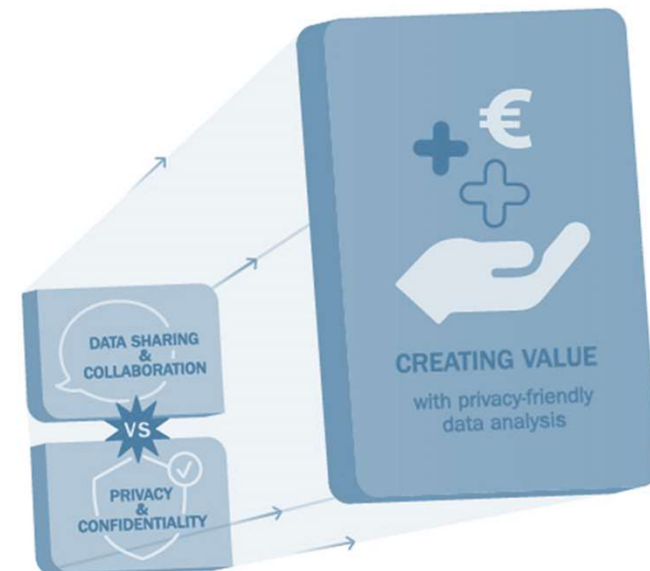 DATA SHARING
&
COLLABORATION
VS
PRIVACY
&
CONFIDENTIALITY
€
CREATING VALUE
with privacy-friendly
data analysis